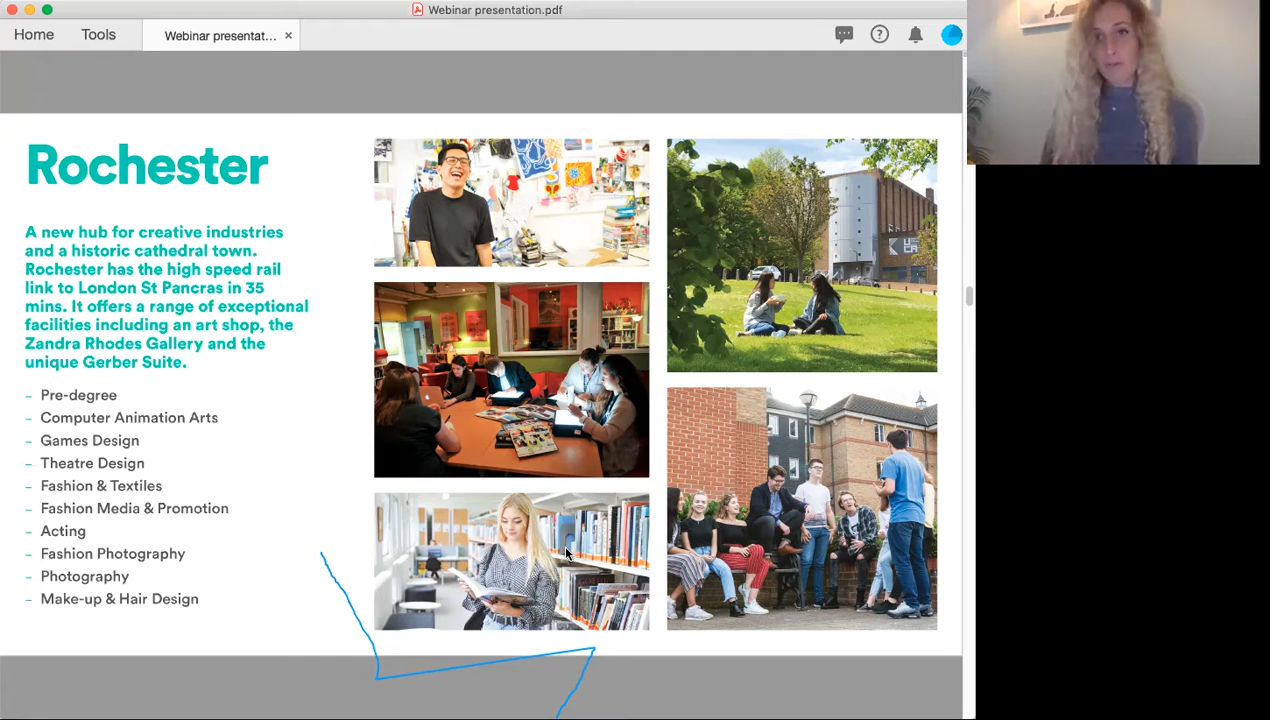 Webinar presentation.pdf
Home
Tools
Webinar presentat...
Rochester
A new hub for creative industries
and a historic cathedral town.
Rochester has the high speed rail
link to London St Pancras in 35
mins. It offers a range of exceptional
facilities including an art shop, the
Zandra Rhodes Gallery and the
unique Gerber Suite.
– Pre-degree
– Computer Animation Arts
– Games Design
– Theatre Design
– Fashion & Textiles
– Fashion Media & Promotion
– Acting
– Fashion Photography
– Photography
– Make-up & Hair Design